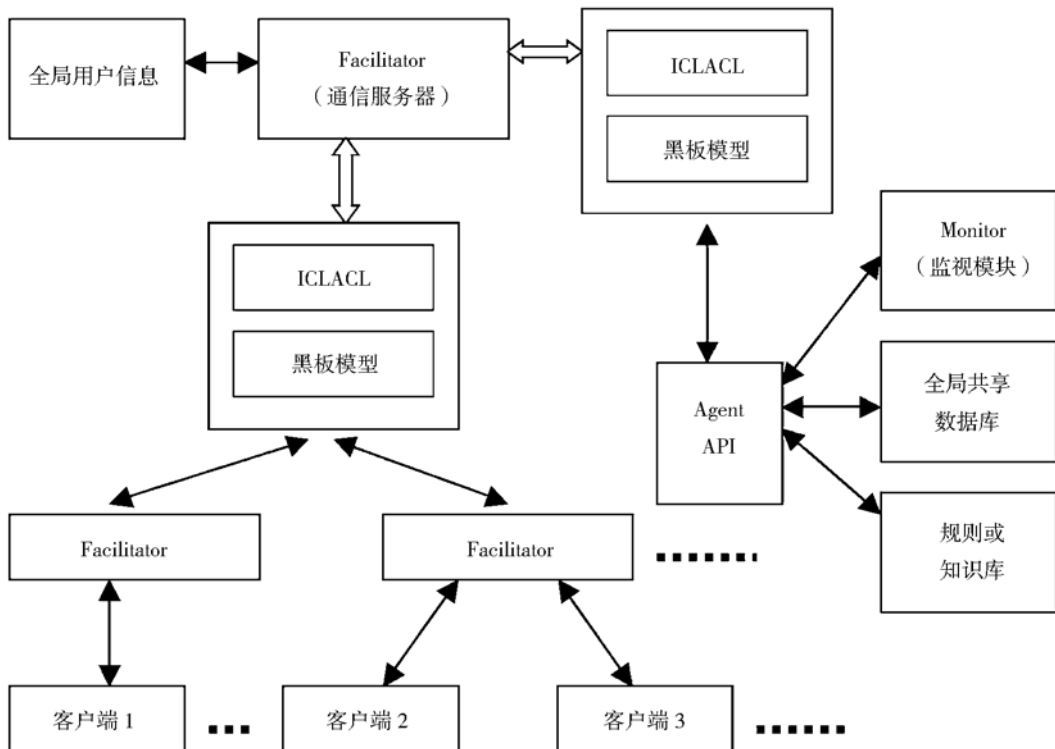 全局用户信息
Facilitator
（通信服务器）
ICLACL
黑板模型
ICLACL
黑板模型
Monitor
（监视模块）
Agent
API
全局共享
数据库
规则或
知识库
Facilitator
Facilitator
客户端 1
客户端 2
客户端 3